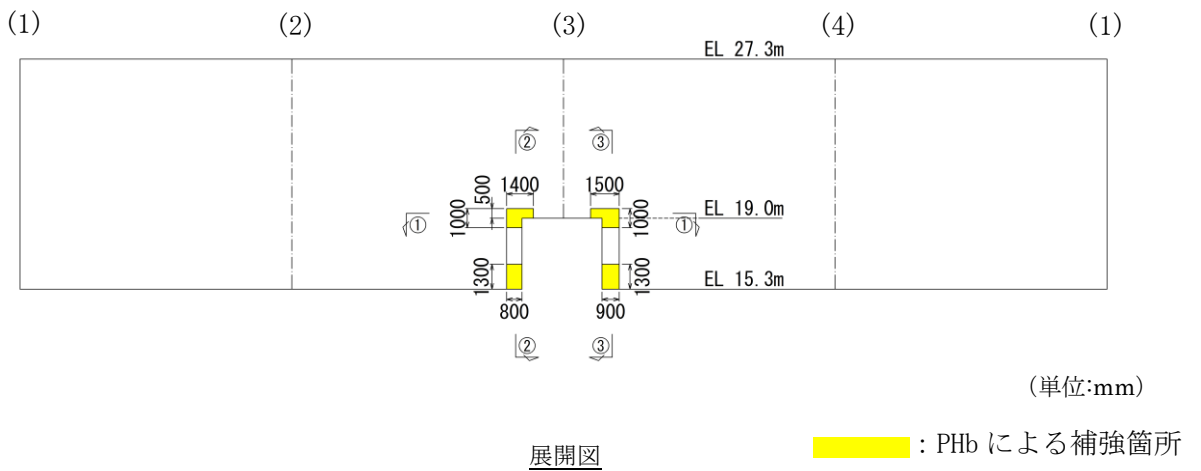 (1) (2) (3) (4) (1)
EL 27.3m
② ③
1400 1500
500
1000 1000
EL 19.0m
① ①
1300 1300
EL 15.3m
800 900
② ③
(単位:mm)
展開図
：PHb による補強箇所